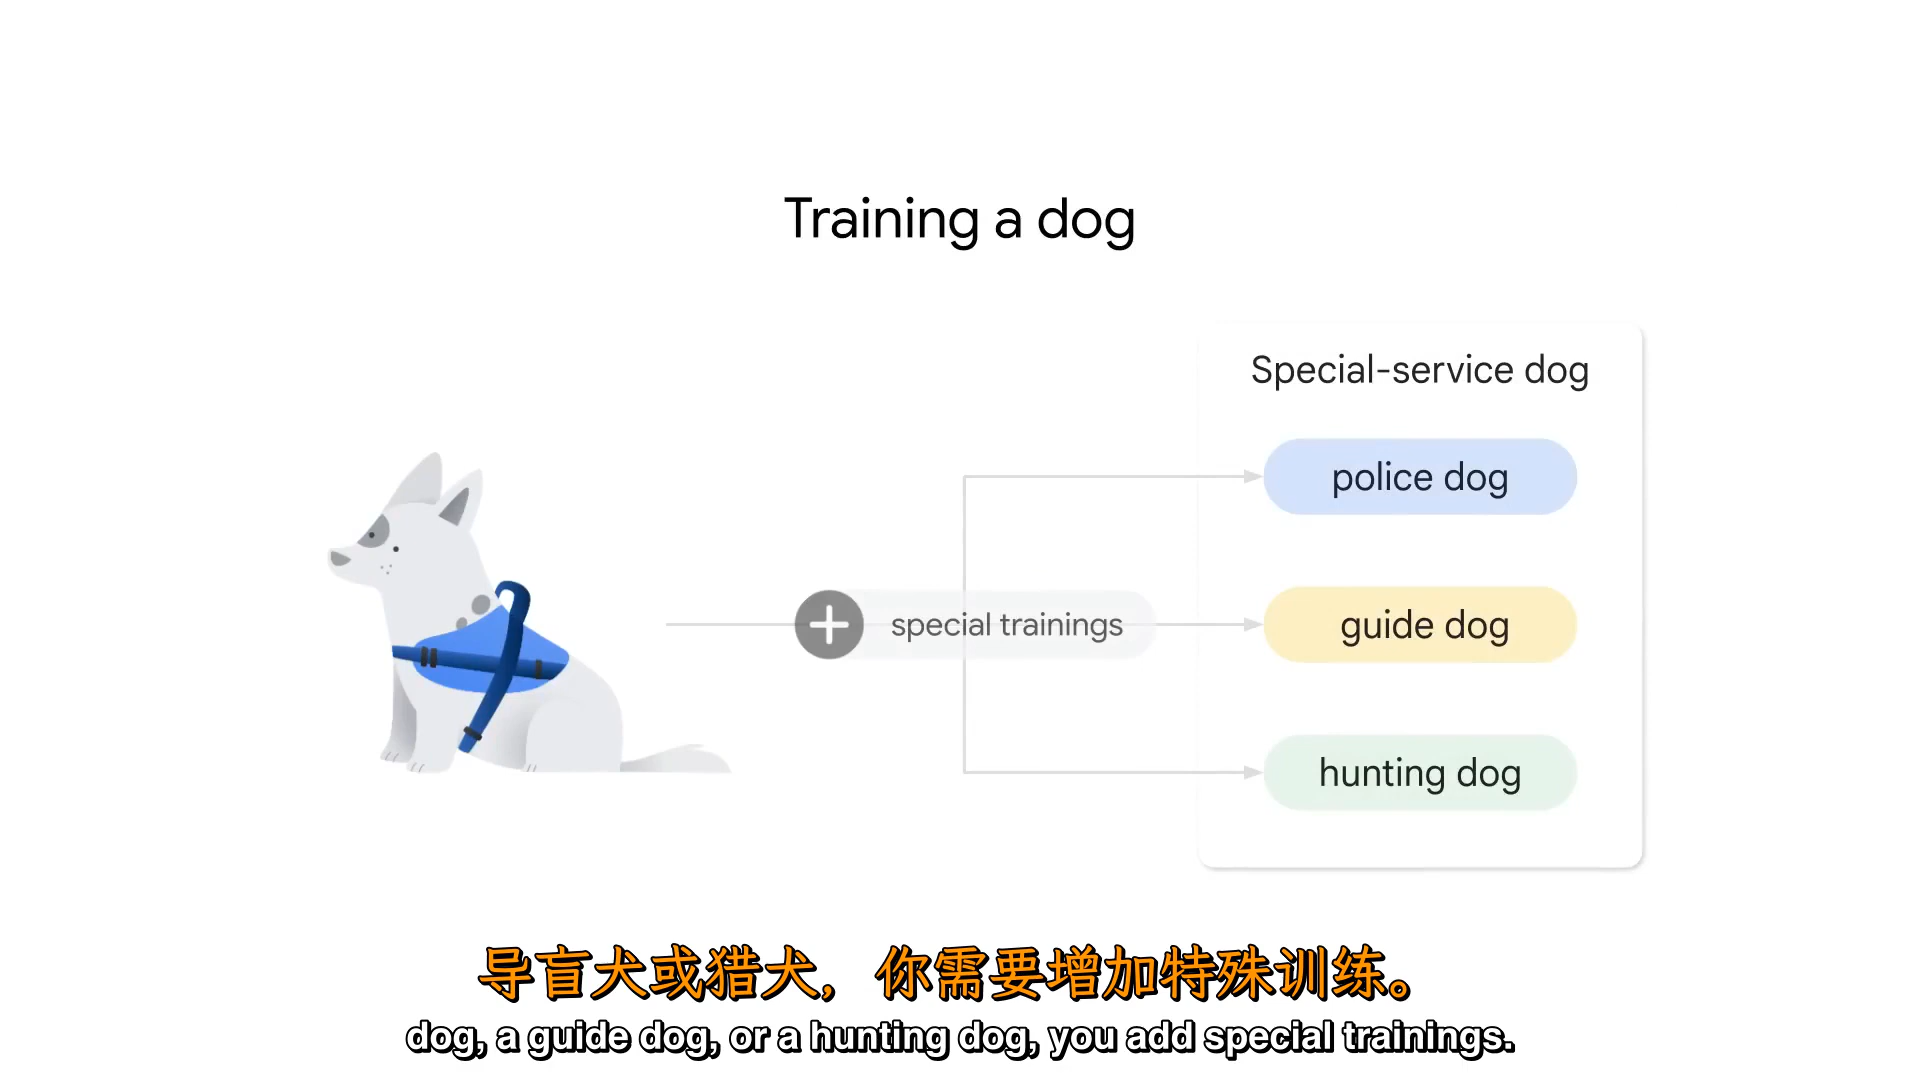 Training a dog
Special-service dog
police dog
special trainings
guide dog
hunting dog
导盲犬或猎犬，你需要增加特殊训练。
dog, a guide dog, or a hunting dog, you add special trainings.